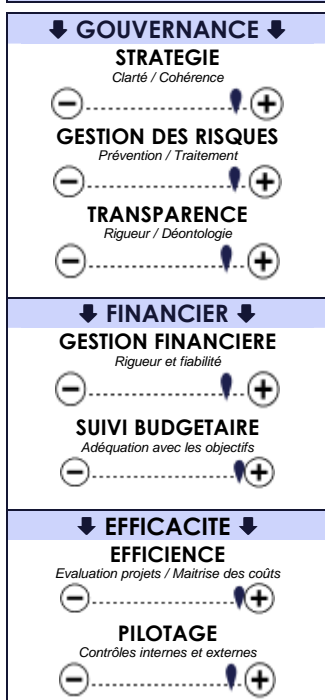 GOUVERNANCE
STRATEGIE
Clarté / Cohérence
GESTION DES RISQUES
Prévention / Traitement
TRANSPARENCE
Rigueur / Déontologie
FINANCIER
GESTION FINANCIERE
Rigueur et fiabilité
SUIVI BUDGETAIRE
Adéquation avec les objectifs
EFFICACITE
EFFICIENCE
Evaluation projets / Maitrise des coûts
PILOTAGE
Contrôles internes et externes